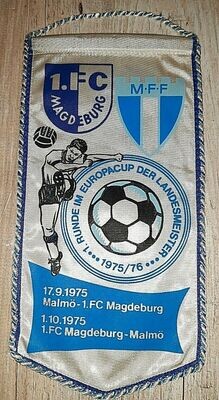 1.FC
MAGDEBURG
M·F·F
1. RUNDE IM EUROPACUP DER LANDESMEISTER
1975/76
17.9.1975
Malmö-1.FC Magdeburg
1.10.1975
1.FC Magdeburg-Malmö